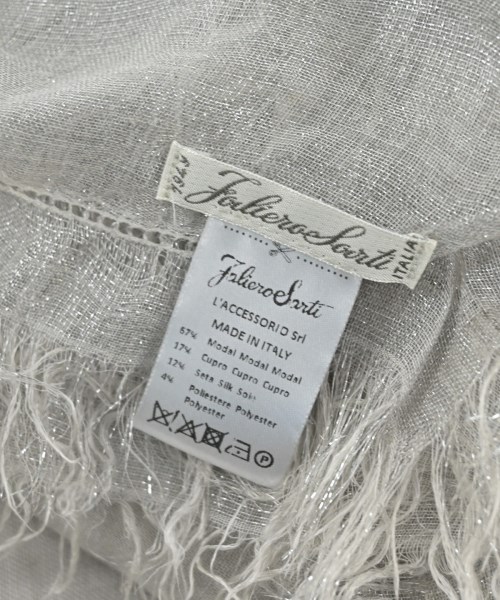 1949
Faliero Sarti
ITALIA
Faliero Sarti
L'ACCESSORIO Srl
MADE IN ITALY
67% Modal Modal Modal
17% Cupro Cupro Cupro
12% Seta Silk Soie
4% Poliestere Polyester
Polyester
P